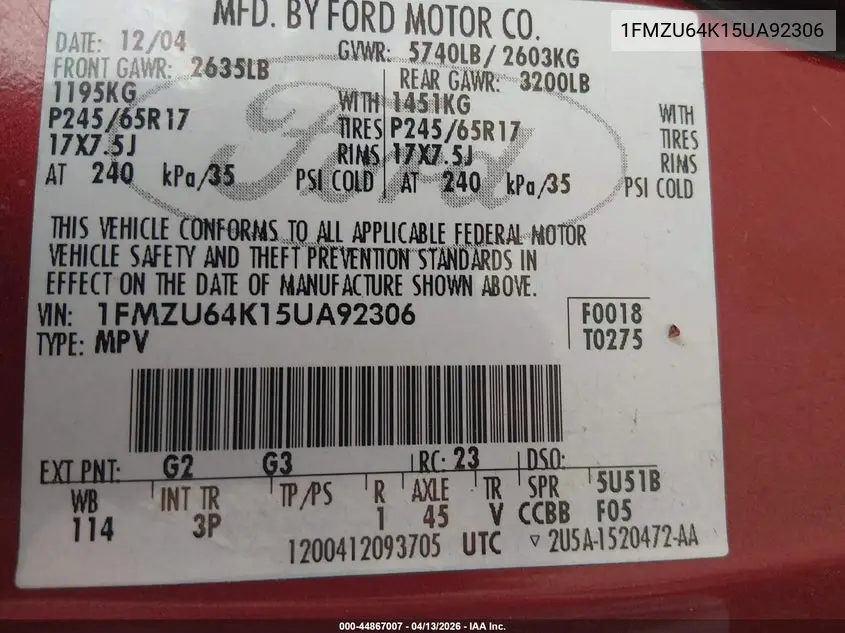 1FMZU64K15UA92306
MFD. BY FORD MOTOR CO.
DATE: 12/04 GVWR: 5740LB/ 2603KG
FRONT GAWR: 2635LB REAR GAWR: 3200LB
1195KG WITH 1451KG WITH
P245/65R17 TIRES P245/65R17 TIRES
17X7.5J RIMS 17X7.5J RIMS
AT 240 kPa/35 PSI COLD AT 240 kPa/35 PSI COLD
Ford
THIS VEHICLE CONFORMS TO ALL APPLICABLE FEDERAL MOTOR
VEHICLE SAFETY AND THEFT PREVENTION STANDARDS IN
EFFECT ON THE DATE OF MANUFACTURE SHOWN ABOVE.
VIN: 1FMZU64K15UA92306 F0018
TYPE: MPV T0275
EXT PNT: G2 G3 RC: 23 DSO:
WB INT TR TP/PS R AXLE TR SPR 5U51B
114 3P 1 45 V CCBB F05
1200412093705 UTC ▿ 2U5A-1520472-AA
000-44867007 - 04/13/2026 - IAA Inc.